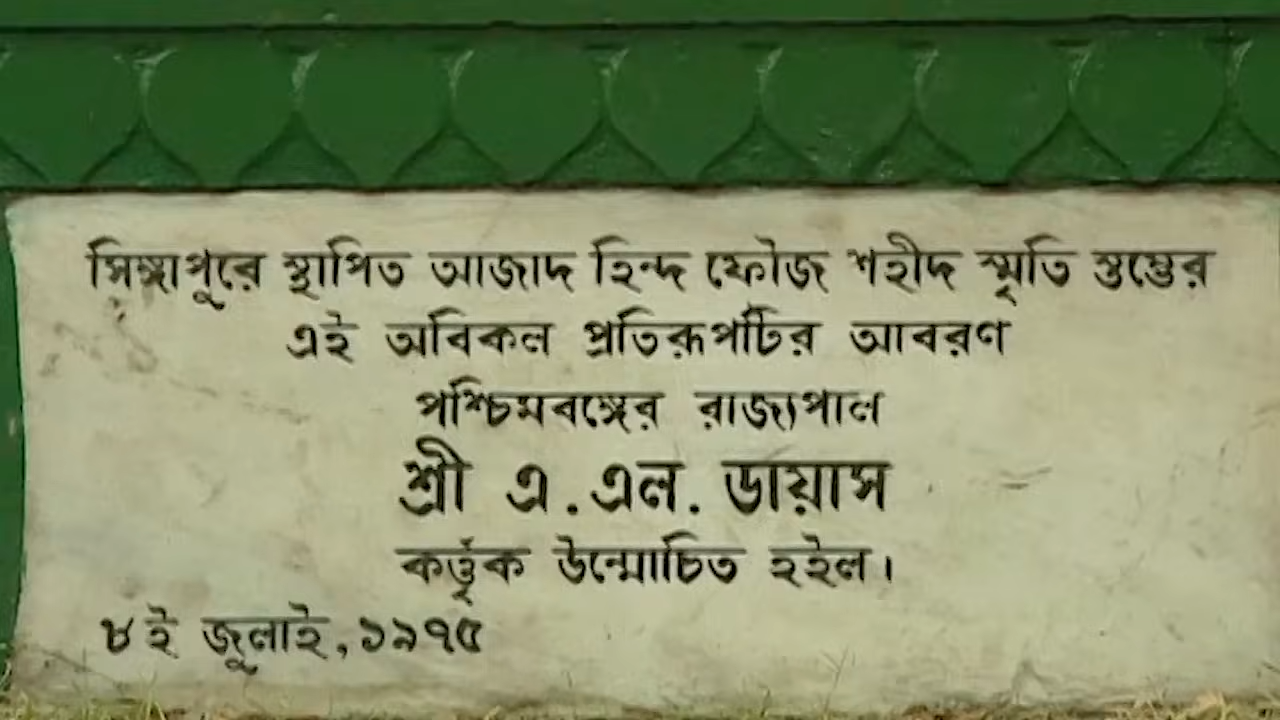 সিঙ্গাপুরে স্থাপিত আজাদ হিন্দ ফৌজ শহীদ স্মৃতি স্তম্ভের
এই অবিকল প্রতিরূপটির আবরণ
পশ্চিমবঙ্গের রাজ্যপাল
শ্রী এ. এল. ডায়াস
কর্ত্তৃক উন্মোচিত হইল।
৮ই জুলাই, ১৯৭৫